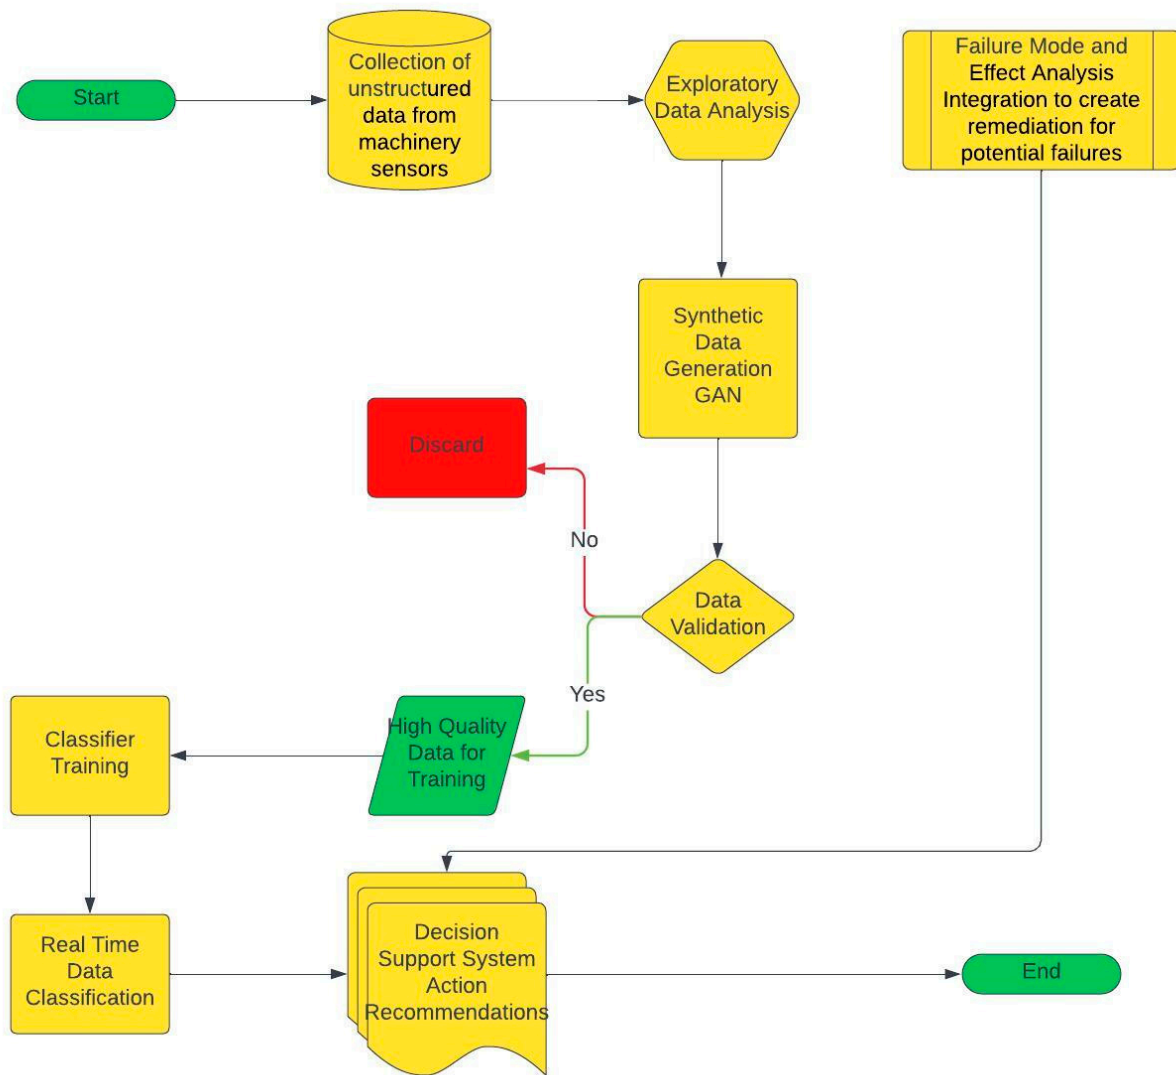 Start
Collection of
unstructured
data from
machinery
sensors
Exploratory
Data Analysis
Failure Mode and
Effect Analysis
Integration to create
remediation for
potential failures
Synthetic
Data
Generation
GAN
Discard
No
Data
Validation
Yes
High Quality
Data for
Training
Classifier
Training
Real Time
Data
Classification
Decision
Support System
Action
Recommendations
End